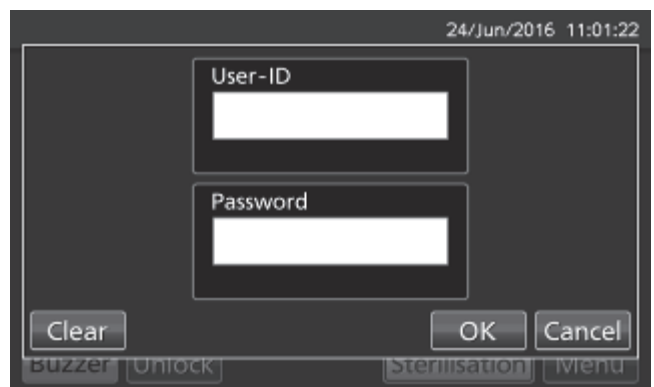 24/Jun/2016 11:01:22
User-ID
Password
Clear OK Cancel
Buzzer Unlock Sterilisation Menu